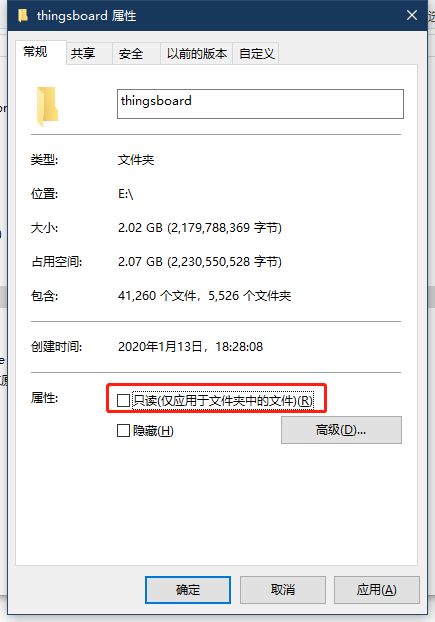 thingsboard 属性
常规 共享 安全 以前的版本 自定义
thingsboard
类型: 文件夹
位置: E:\
大小: 2.02 GB (2,179,788,369 字节)
占用空间: 2.07 GB (2,230,550,528 字节)
包含: 41,260 个文件，5,526 个文件夹
创建时间: 2020年1月13日，18:28:08
属性: 只读(仅应用于文件夹中的文件)(R)
隐藏(H) 高级(D)...
确定 取消 应用(A)